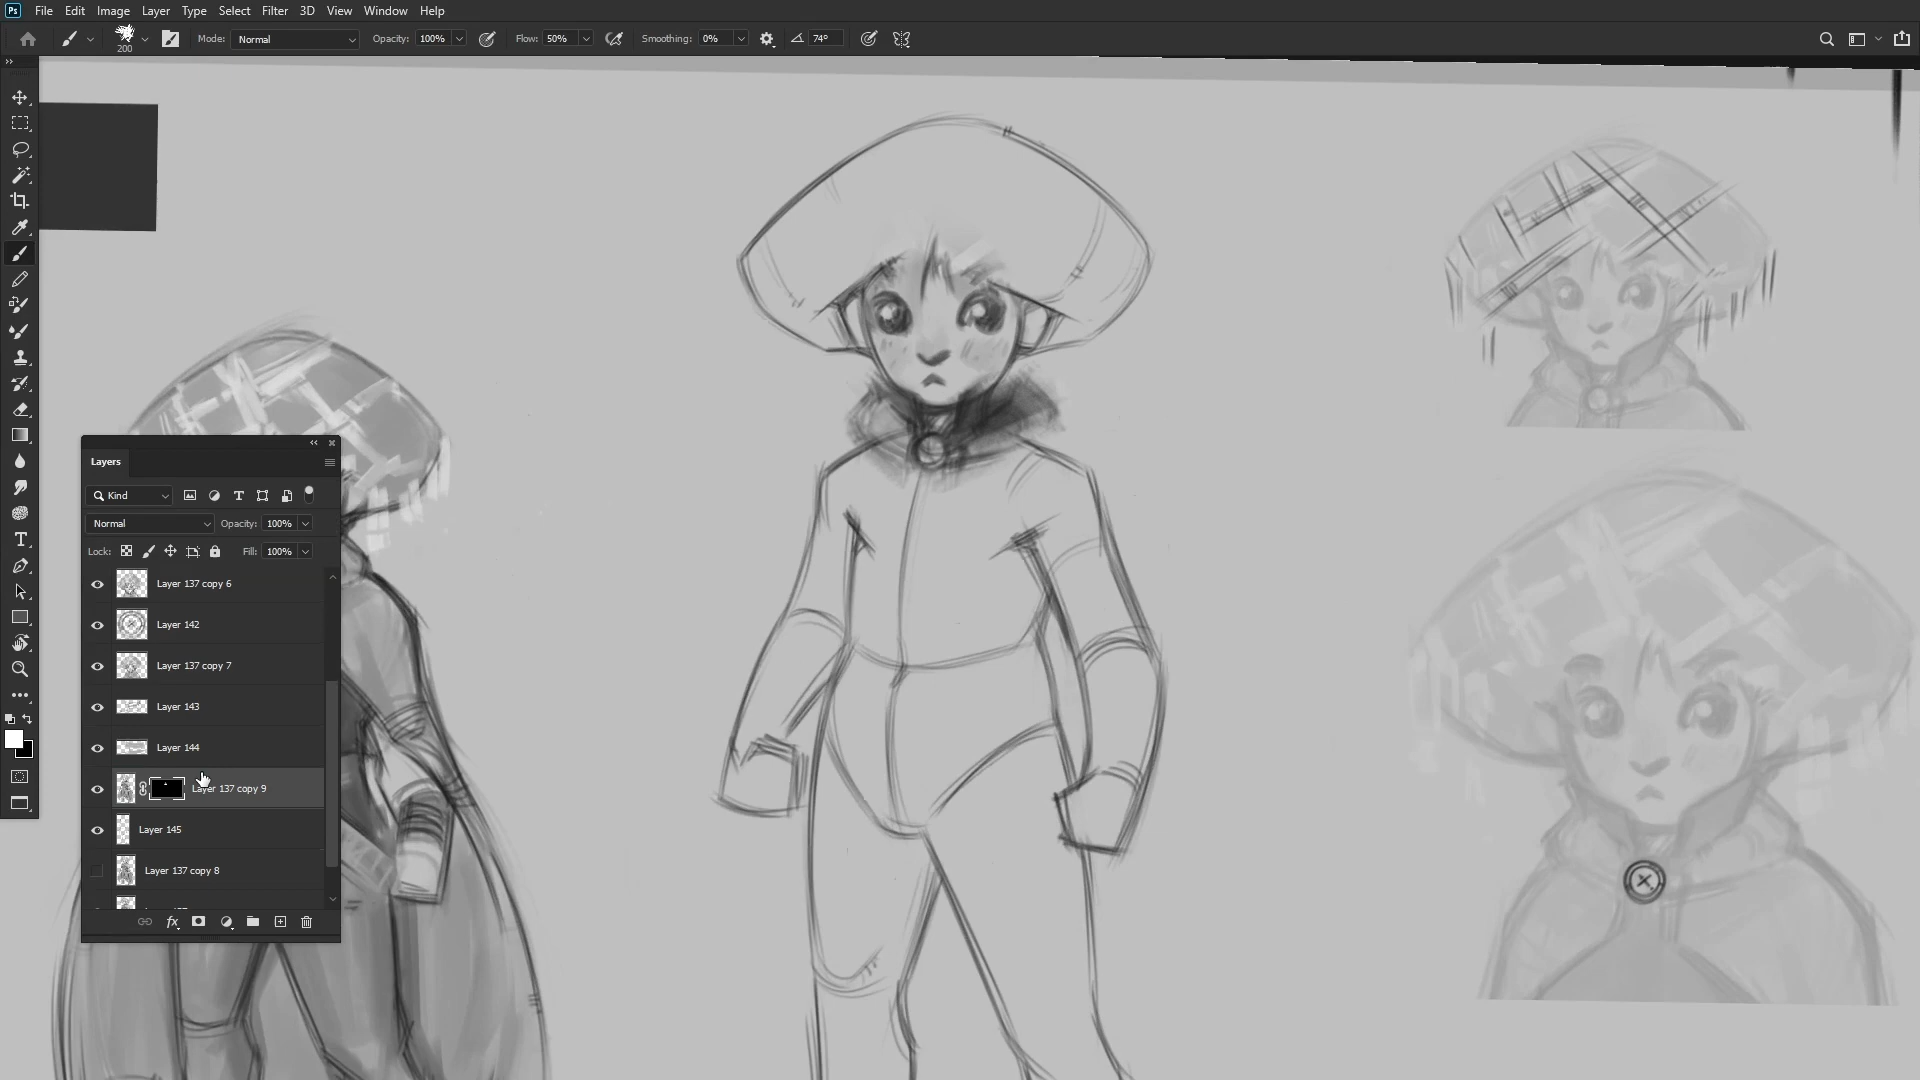 Ps File Edit Image Layer Type Select Filter 3D View Window Help
200 Mode: Normal Opacity: 100% Flow: 50% Smoothing: 0% 74°
Layers
Kind
Normal Opacity: 100%
Lock: Fill: 100%
Layer 137 copy 6
Layer 142
Layer 137 copy 7
Layer 143
Layer 144
Layer 137 copy 9
Layer 145
Layer 137 copy 8
fx